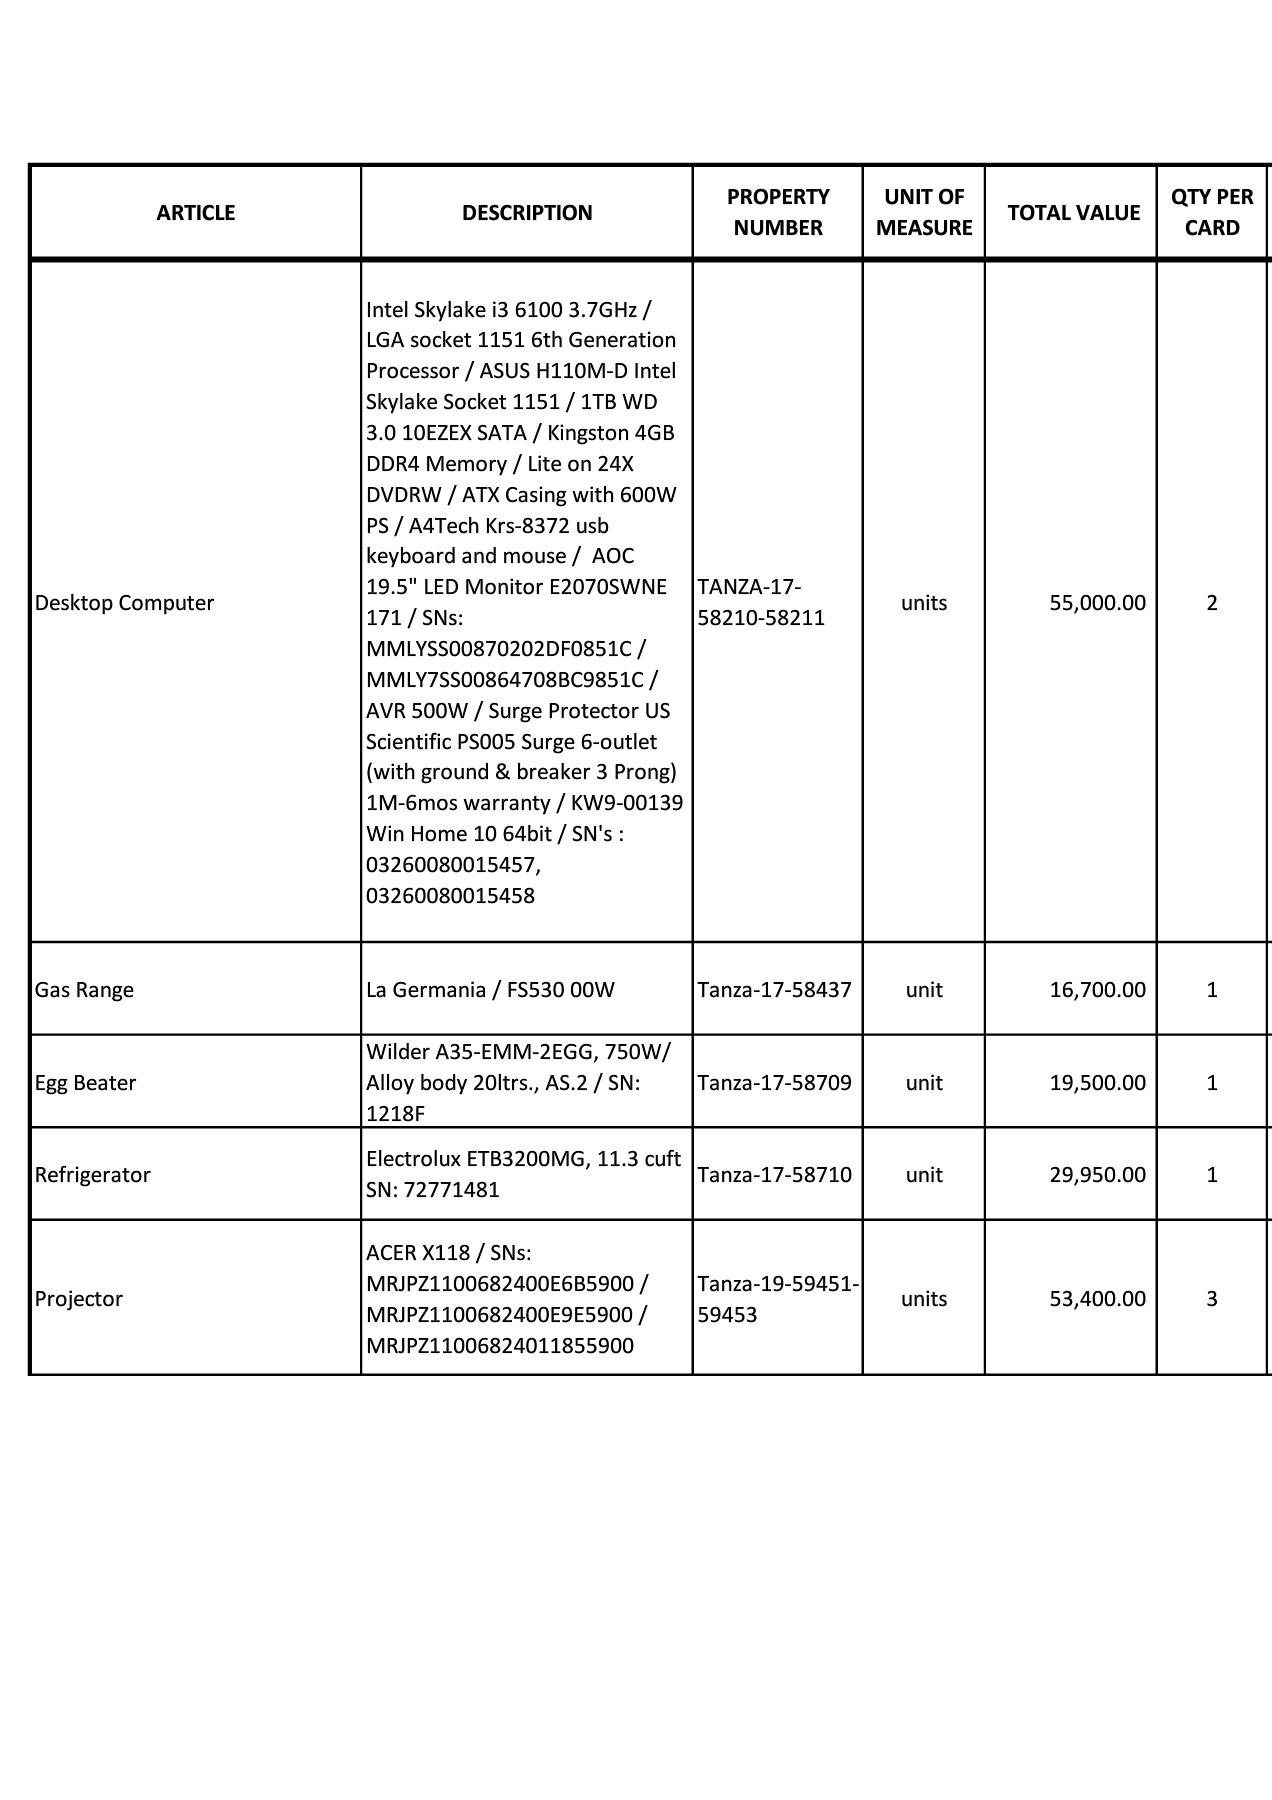 ARTICLE
DESCRIPTION
PROPERTY
NUMBER
UNIT OF
MEASURE
TOTAL VALUE
QTY PER
CARD
Desktop Computer
Intel Skylake i3 6100 3.7GHz /
LGA socket 1151 6th Generation
Processor / ASUS H110M-D Intel
Skylake Socket 1151 / 1TB WD
3.0 10EZEX SATA / Kingston 4GB
DDR4 Memory / Lite on 24X
DVDRW / ATX Casing with 600W
PS / A4Tech Krs-8372 usb
keyboard and mouse /  AOC
19.5" LED Monitor E2070SWNE
171 / SNs:
MMLYSS00870202DF0851C /
MMLY7SS00864708BC9851C /
AVR 500W / Surge Protector US
Scientific PS005 Surge 6-outlet
(with ground & breaker 3 Prong)
1M-6mos warranty / KW9-00139
Win Home 10 64bit / SN's :
03260080015457,
03260080015458
TANZA-17-
58210-58211
units
55,000.00
2
Gas Range
La Germania / FS530 00W
Tanza-17-58437
unit
16,700.00
1
Egg Beater
Wilder A35-EMM-2EGG, 750W/
Alloy body 20ltrs., AS.2 / SN:
1218F
Tanza-17-58709
unit
19,500.00
1
Refrigerator
Electrolux ETB3200MG, 11.3 cuft
SN: 72771481
Tanza-17-58710
unit
29,950.00
1
Projector
ACER X118 / SNs:
MRJPZ1100682400E6B5900 /
MRJPZ1100682400E9E5900 /
MRJPZ11006824011855900
Tanza-19-59451-
59453
units
53,400.00
3